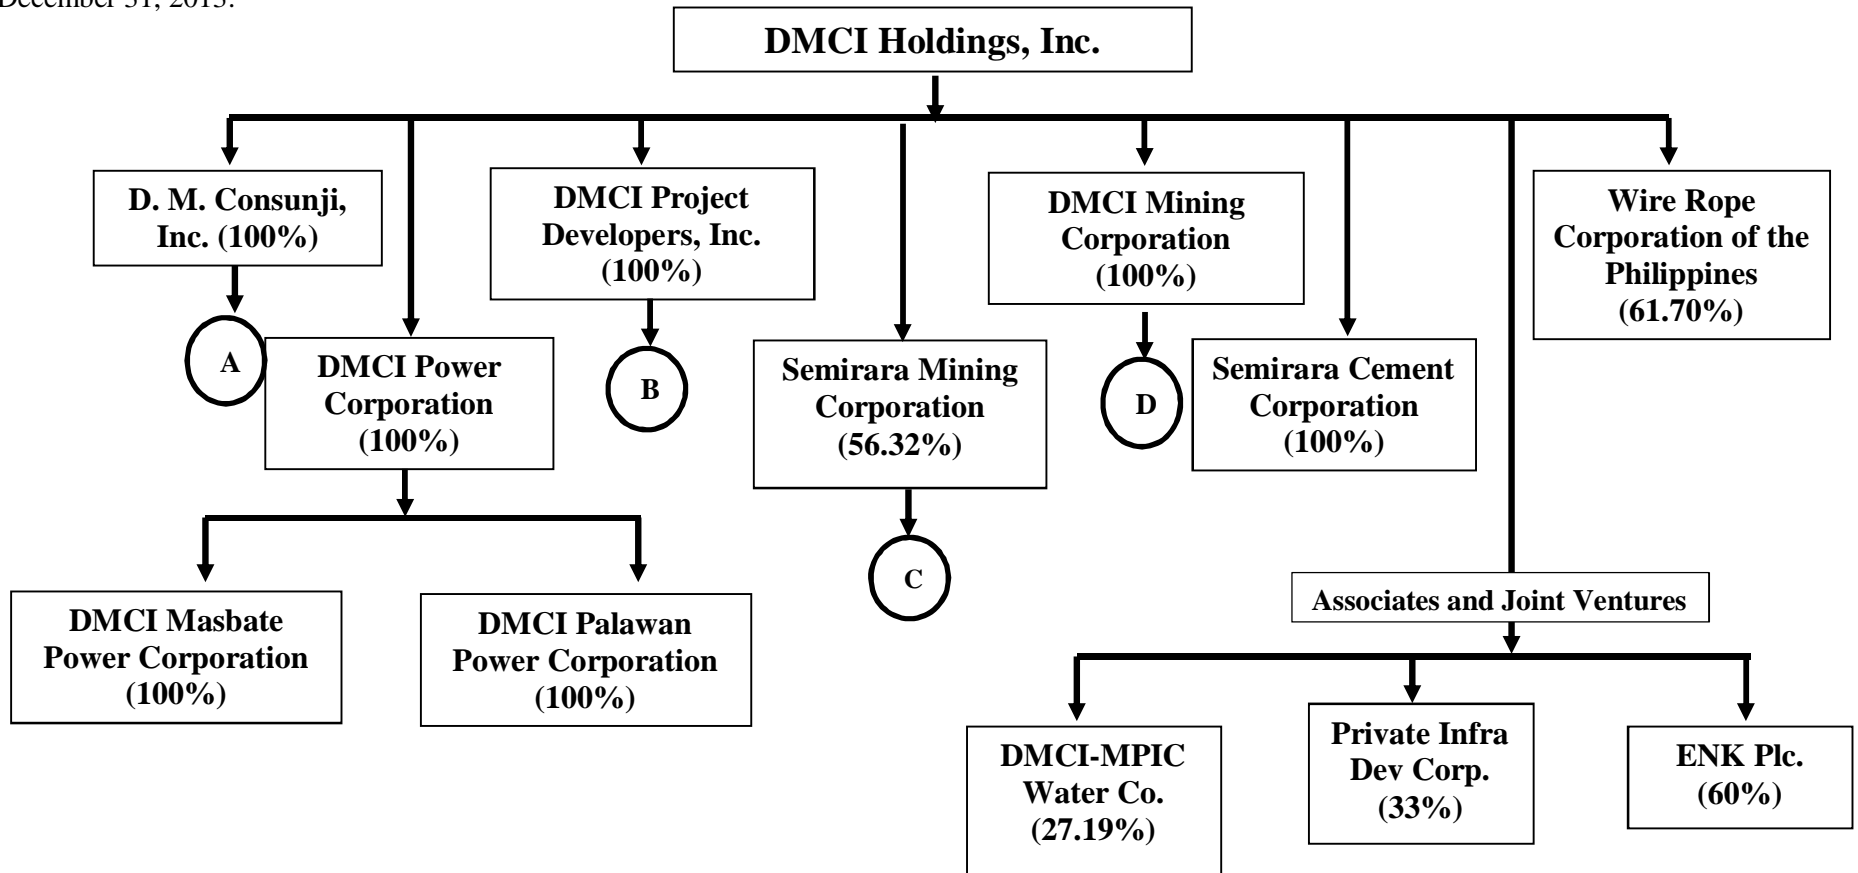 December 31, 2013:
DMCI Holdings, Inc.
D. M. Consunji,
Inc. (100%)
DMCI Project
Developers, Inc.
(100%)
DMCI Mining
Corporation
(100%)
Wire Rope
Corporation of the
Philippines
(61.70%)
A
DMCI Power
Corporation
(100%)
B
Semirara Mining
Corporation
(56.32%)
D
Semirara Cement
Corporation
(100%)
C
DMCI Masbate
Power Corporation
(100%)
DMCI Palawan
Power Corporation
(100%)
Associates and Joint Ventures
DMCI-MPIC
Water Co.
(27.19%)
Private Infra
Dev Corp.
(33%)
ENK Plc.
(60%)